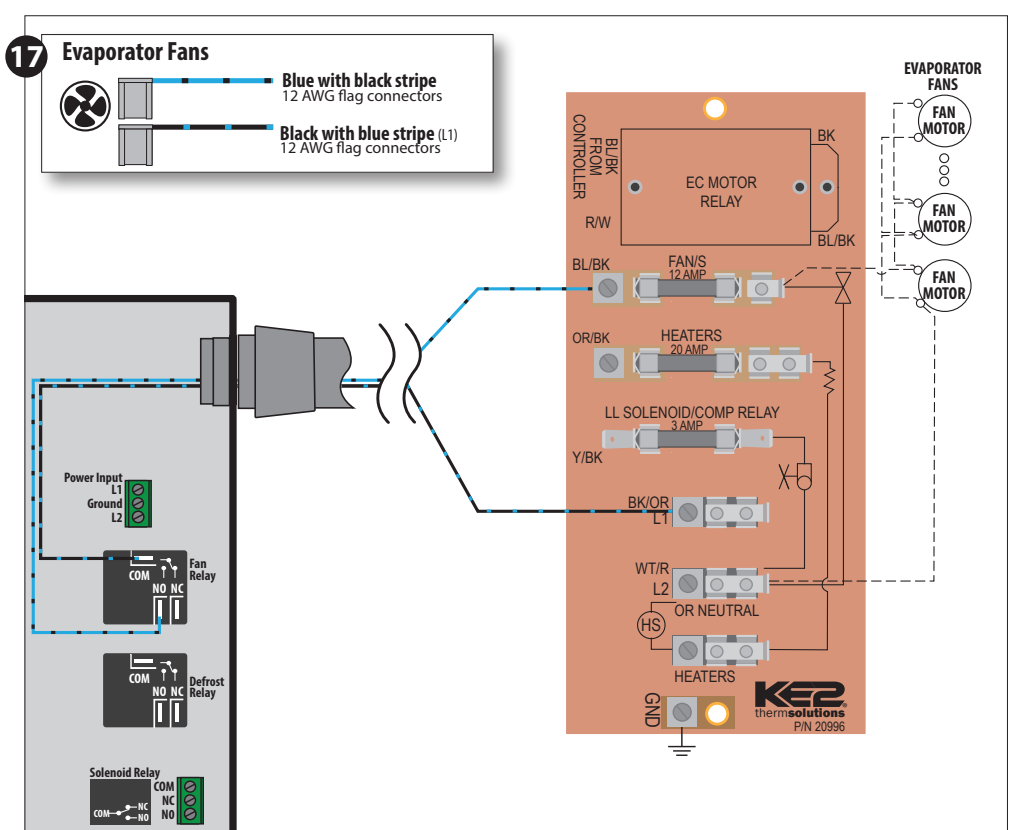 17
Evaporator Fans
Blue with black stripe
12 AWG flag connectors
Black with blue stripe (L1)
12 AWG flag connectors
EVAPORATOR
FANS
FAN
MOTOR
FAN
MOTOR
FAN
MOTOR
BL/BK
FROM
CONTROLLER
R/W
EC MOTOR
RELAY
BK
BL/BK
BL/BK
FAN/S
12 AMP
OR/BK
HEATERS
20 AMP
LL SOLENOID/COMP RELAY
3 AMP
Y/BK
BK/OR
L1
WT/R
L2
OR NEUTRAL
HS
HEATERS
GND
KE2
thermsolutions
P/N 20996
Power Input
L1
Ground
L2
COM
NO NC
Fan
Relay
COM
NO NC
Defrost
Relay
Solenoid Relay
COM
NC
NO
COM
NC
NO